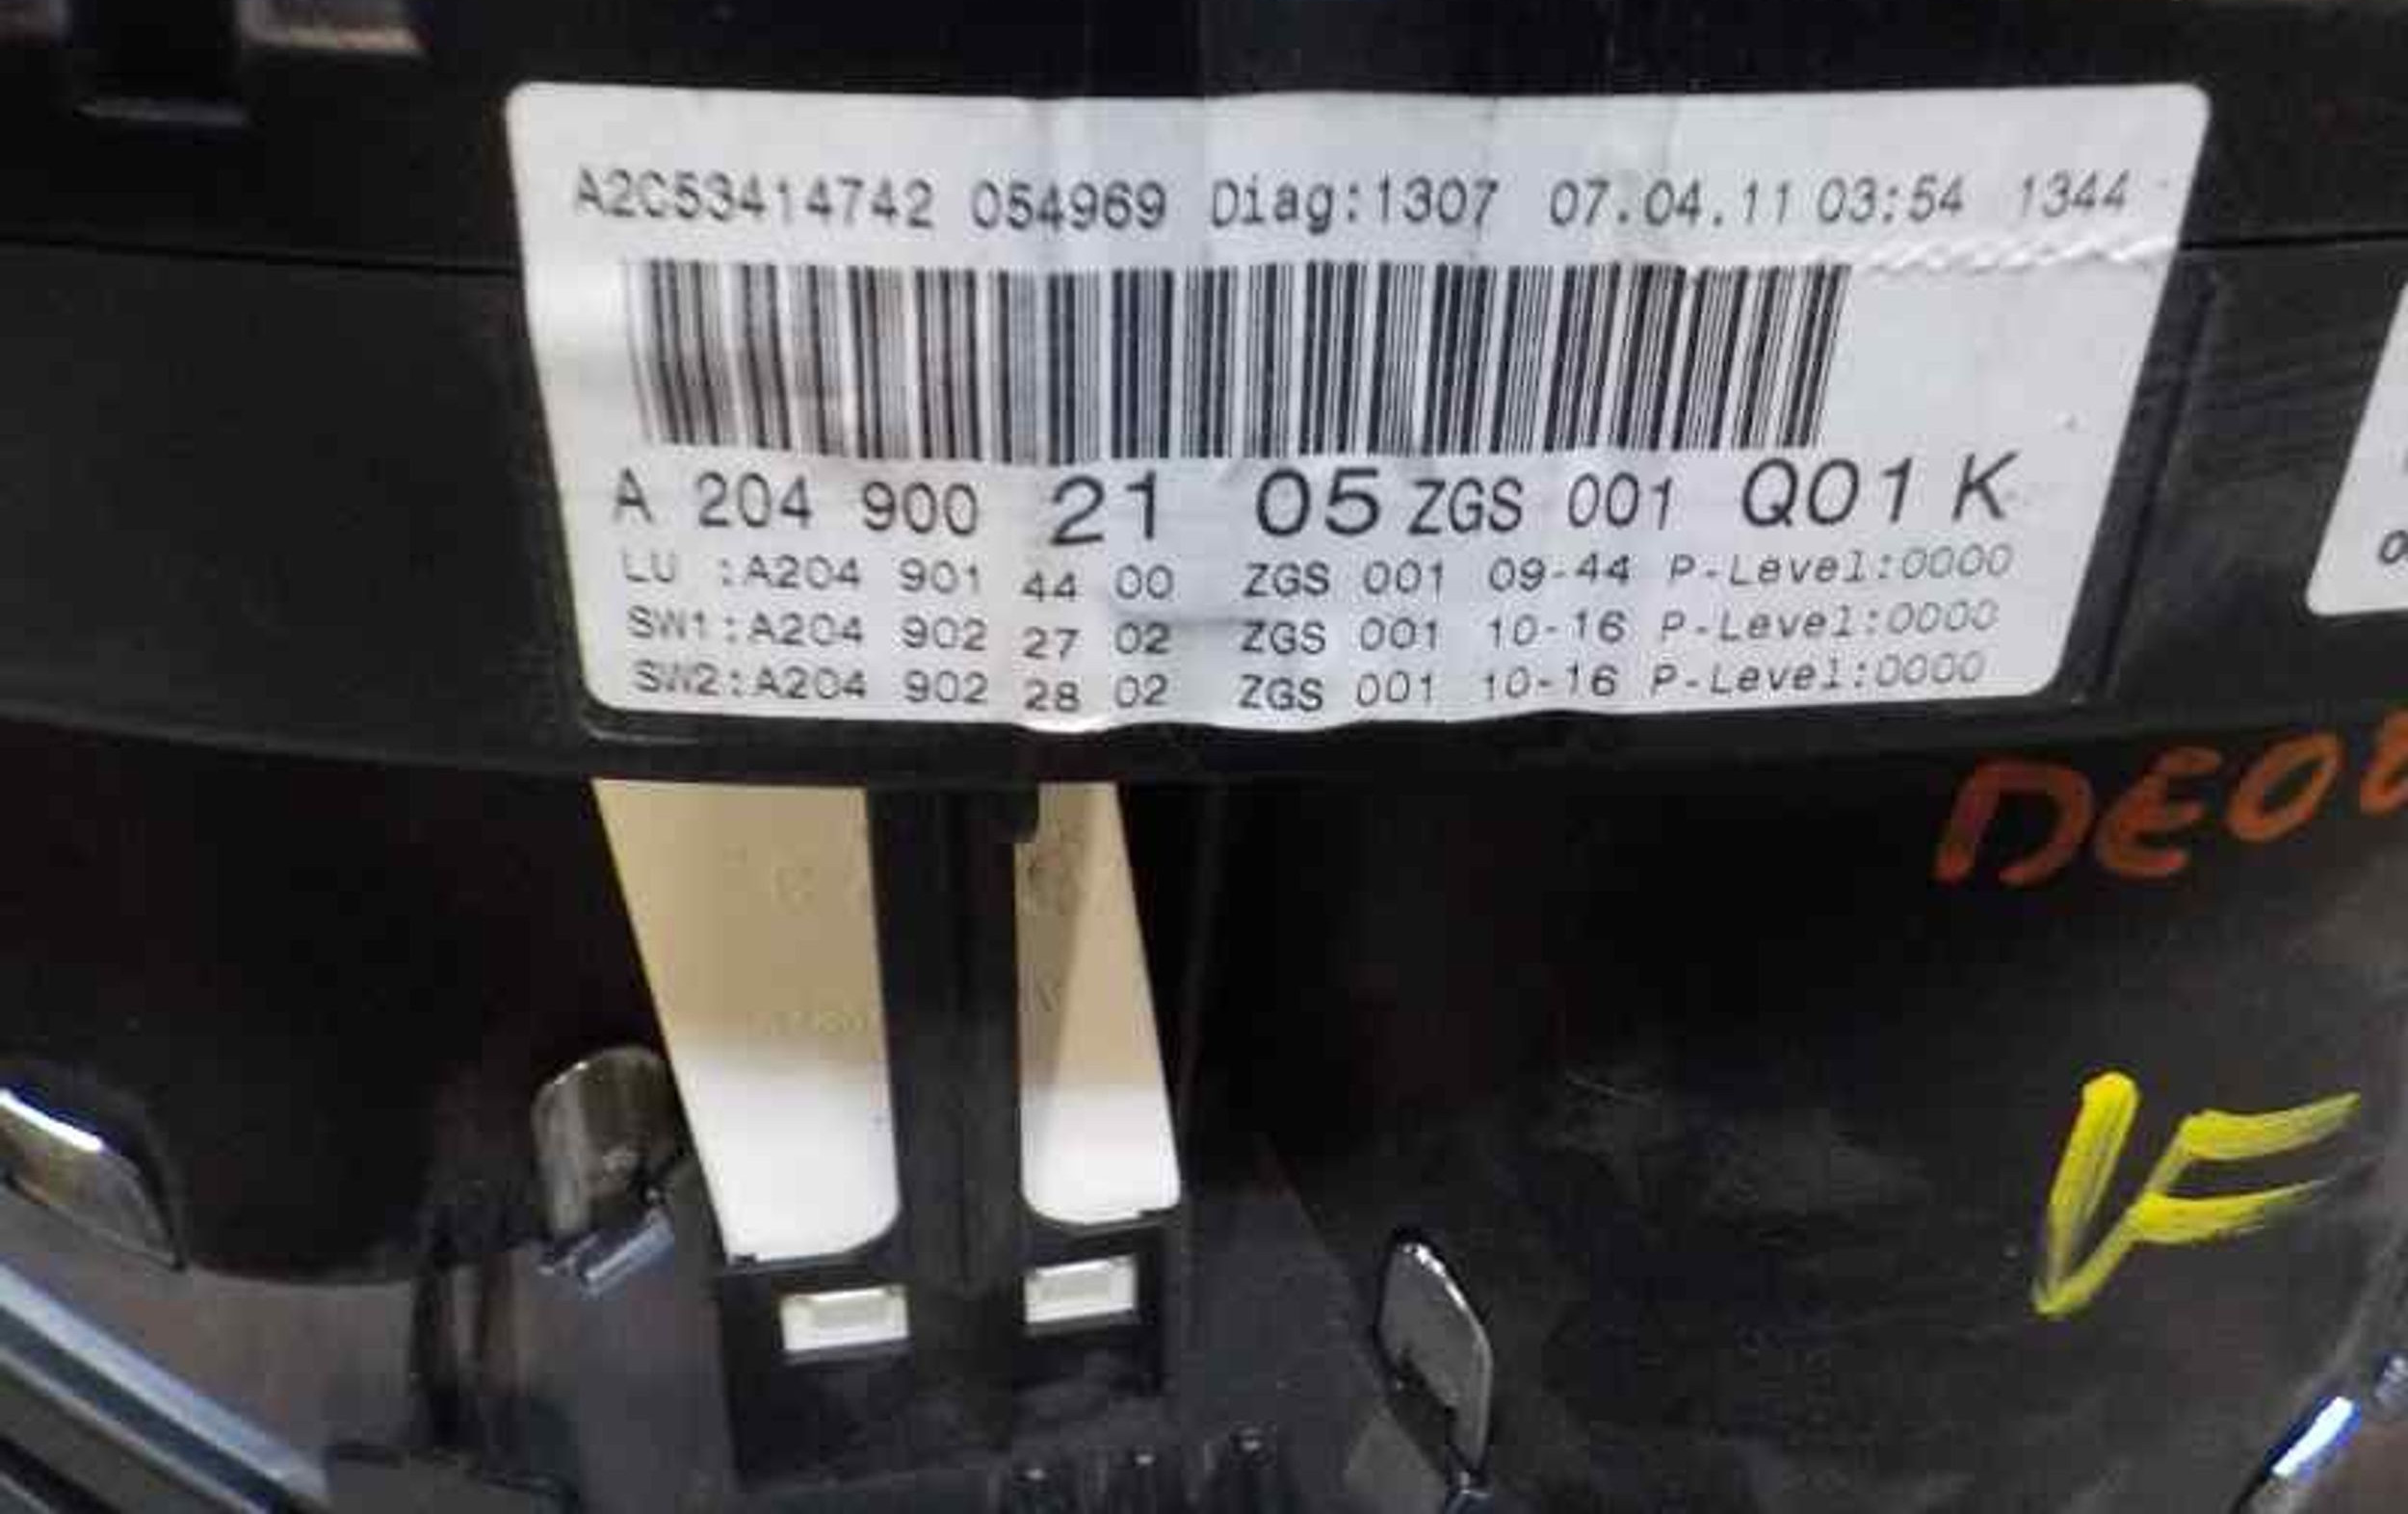 A2C53414742 054969 Diag:1307 07.04.11 03:54 1344
A 204 900 21 05 ZGS 001 Q01 K
LU :A204 901 44 00 ZGS 001 09-44 P-Level:0000
SW1:A204 902 27 02 ZGS 001 10-16 P-Level:0000
SW2:A204 902 28 02 ZGS 001 10-16 P-Level:0000